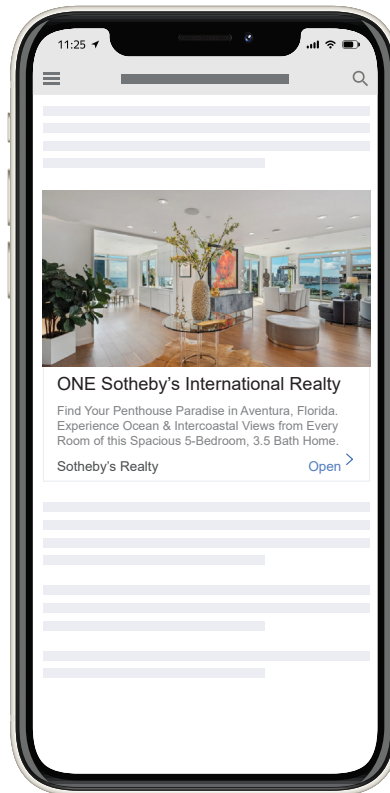 11:25
ONE Sotheby's International Realty
Find Your Penthouse Paradise in Aventura, Florida.
Experience Ocean & Intercoastal Views from Every
Room of this Spacious 5-Bedroom, 3.5 Bath Home.
Sotheby's Realty
Open